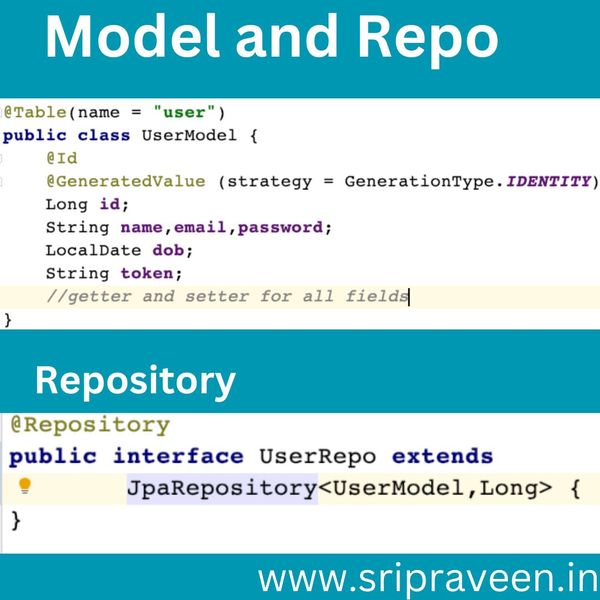 Model and Repo
@Table(name = "user")
public class UserModel {
@Id
@GeneratedValue (strategy = GenerationType.IDENTITY)
Long id;
String name,email,password;
LocalDate dob;
String token;
//getter and setter for all fields
}
Repository
@Repository
public interface UserRepo extends
JpaRepository<UserModel,Long> {
}
www.sripraveen.in